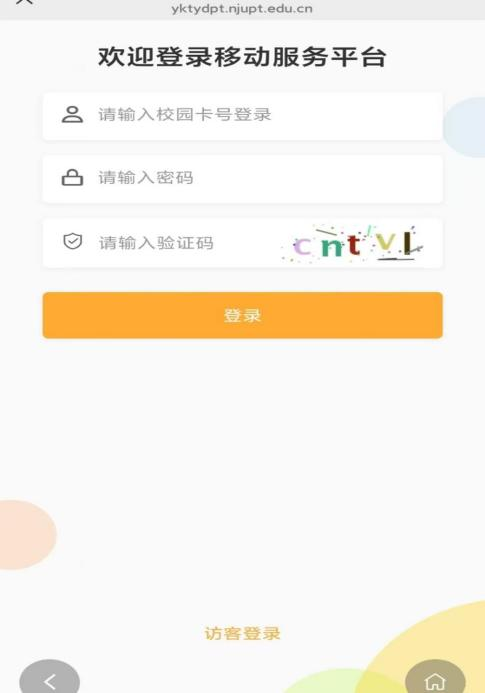 yktydpt.njupt.edu.cn
欢迎登录移动服务平台
请输入校园卡号登录
请输入密码
请输入验证码
登录
访客登录